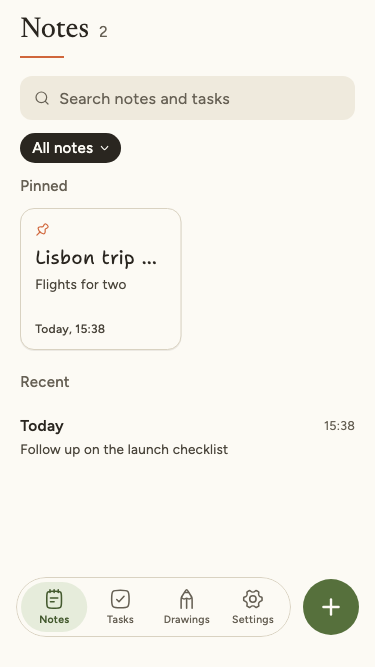 Notes 2
Search notes and tasks
All notes
Pinned
Lisbon trip ...
Flights for two
Today, 15:38
Recent
Today 15:38
Follow up on the launch checklist
Notes Tasks Drawings Settings